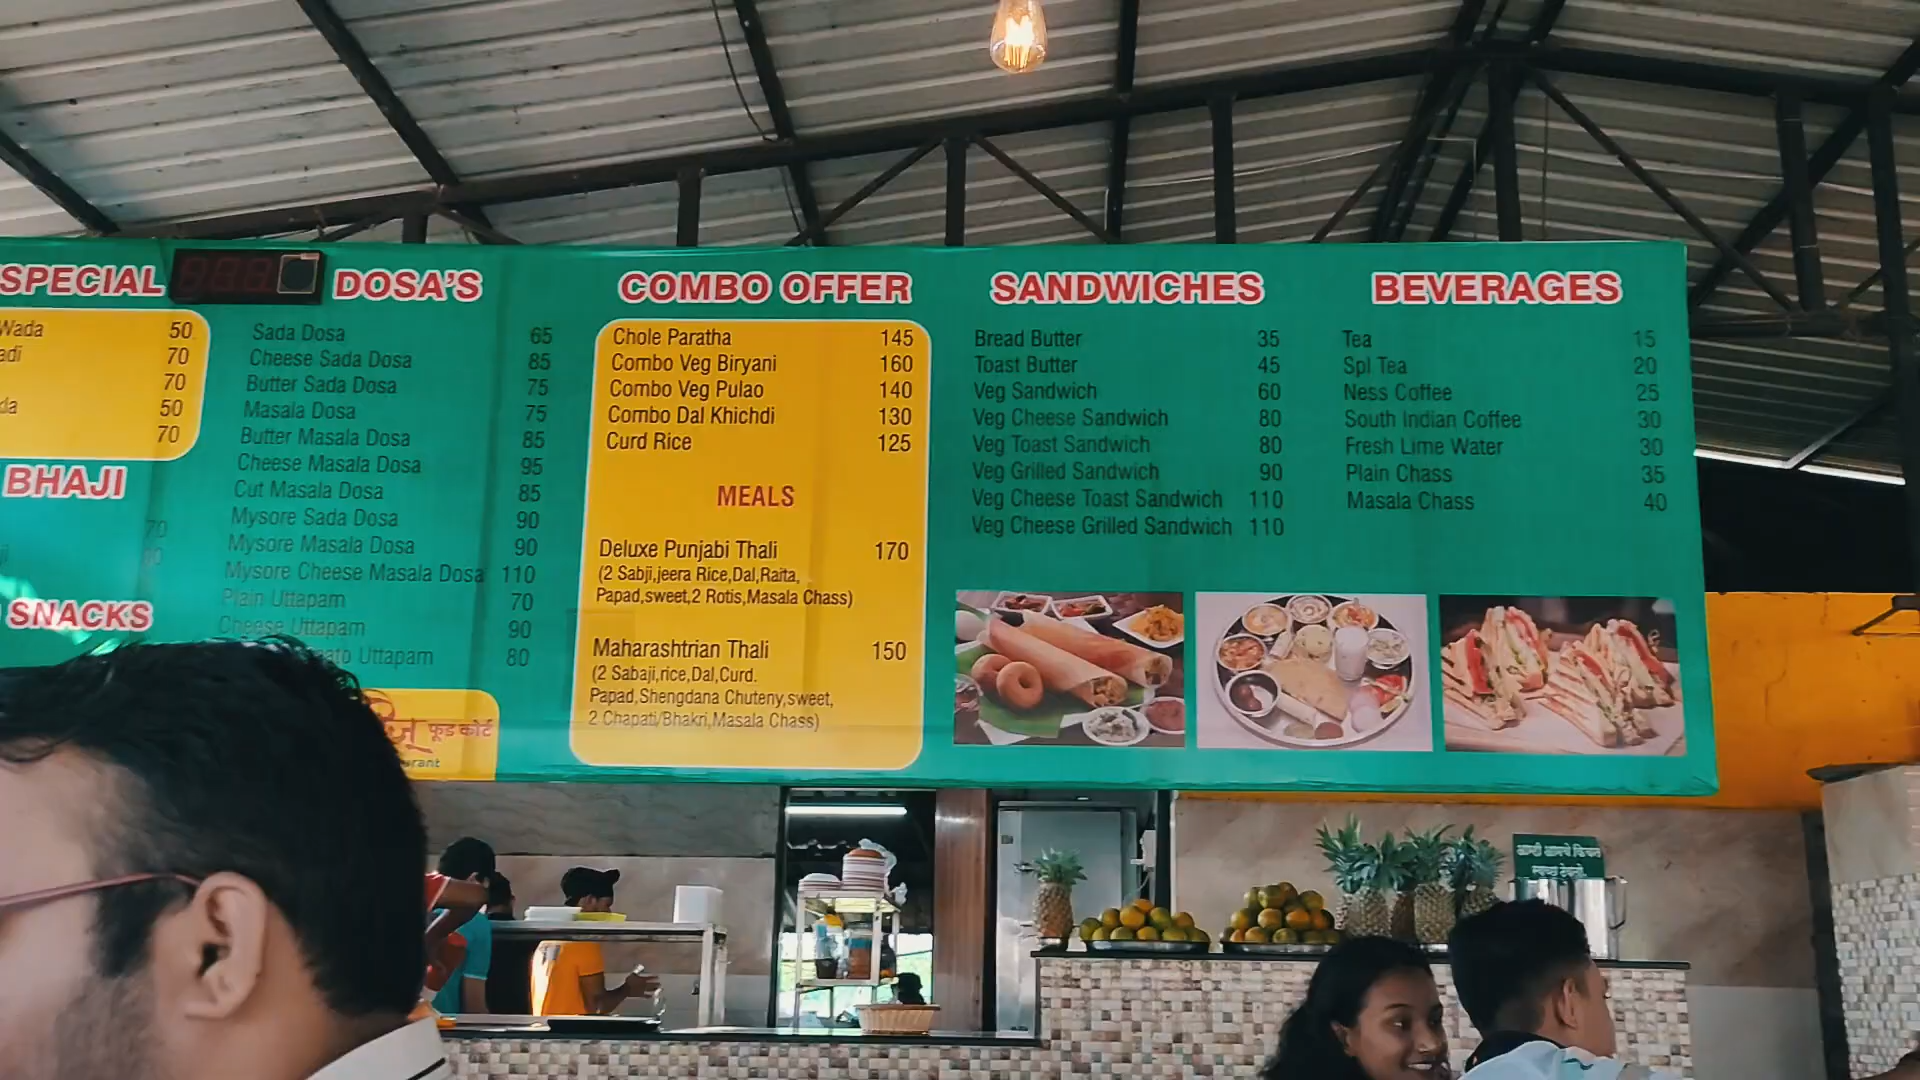 SPECIAL
Wada 50
70
70
50
70
BHAJI
70
SNACKS
DOSA'S
Sada Dosa 65
Cheese Sada Dosa 85
Butter Sada Dosa 75
Masala Dosa 75
Butter Masala Dosa 85
Cheese Masala Dosa 95
Cut Masala Dosa 85
Mysore Sada Dosa 90
Mysore Masala Dosa 90
Mysore Cheese Masala Dosa 110
Plain Uttapam 70
Cheese Uttapam 90
Uttapam 80
फूड कोर्ट
COMBO OFFER
Chole Paratha 145
Combo Veg Biryani 160
Combo Veg Pulao 140
Combo Dal Khichdi 130
Curd Rice 125
MEALS
Deluxe Punjabi Thali 170
(2 Sabji,jeera Rice,Dal,Raita,
Papad,sweet,2 Rotis,Masala Chass)
Maharashtrian Thali 150
(2 Sabaji,rice,Dal,Curd.
Papad,Shengdana Chuteny,sweet,
2 Chapati/Bhakri,Masala Chass)
SANDWICHES
Bread Butter 35
Toast Butter 45
Veg Sandwich 60
Veg Cheese Sandwich 80
Veg Toast Sandwich 80
Veg Grilled Sandwich 90
Veg Cheese Toast Sandwich 110
Veg Cheese Grilled Sandwich 110
BEVERAGES
Tea 15
Spl Tea 20
Ness Coffee 25
South Indian Coffee 30
Fresh Lime Water 30
Plain Chass 35
Masala Chass 40